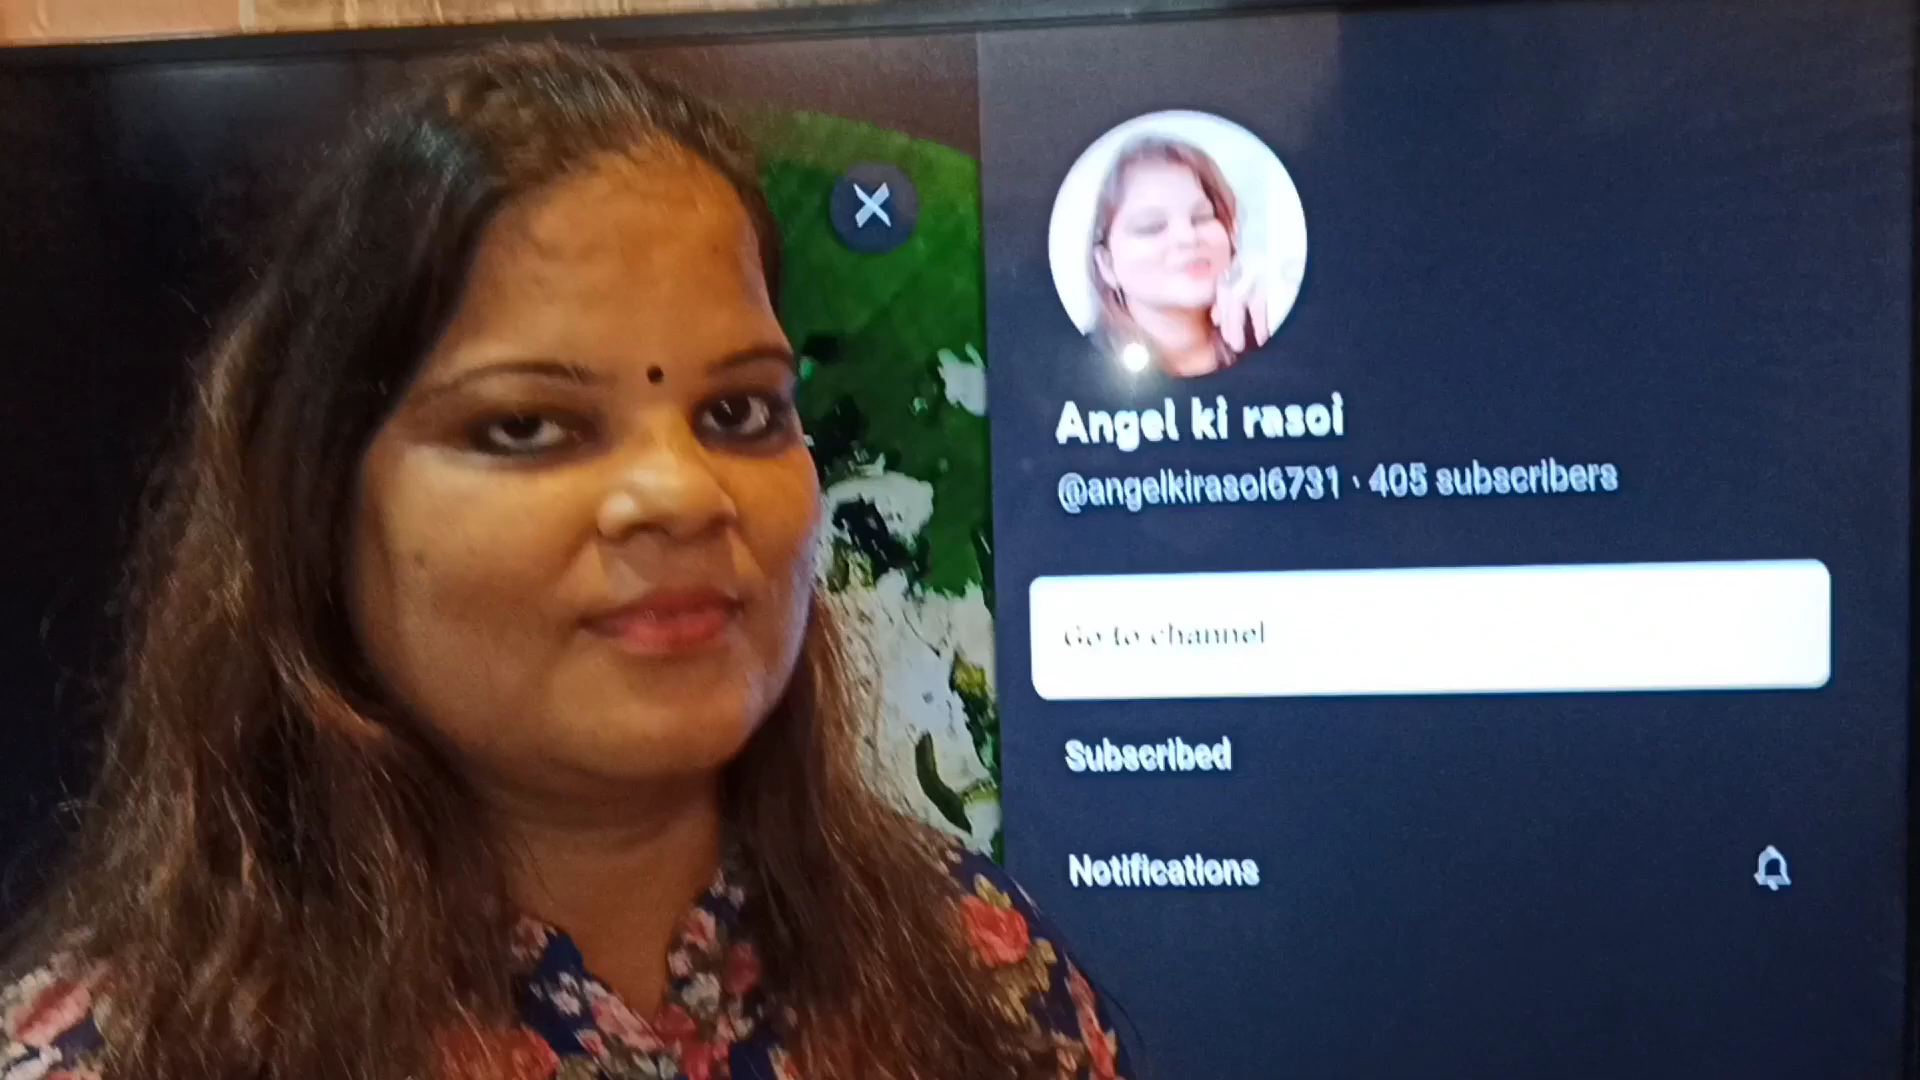 Angel ki rasoi
@angelkirasoi6731 · 405 subscribers
Go to channel
Subscribed
Notifications